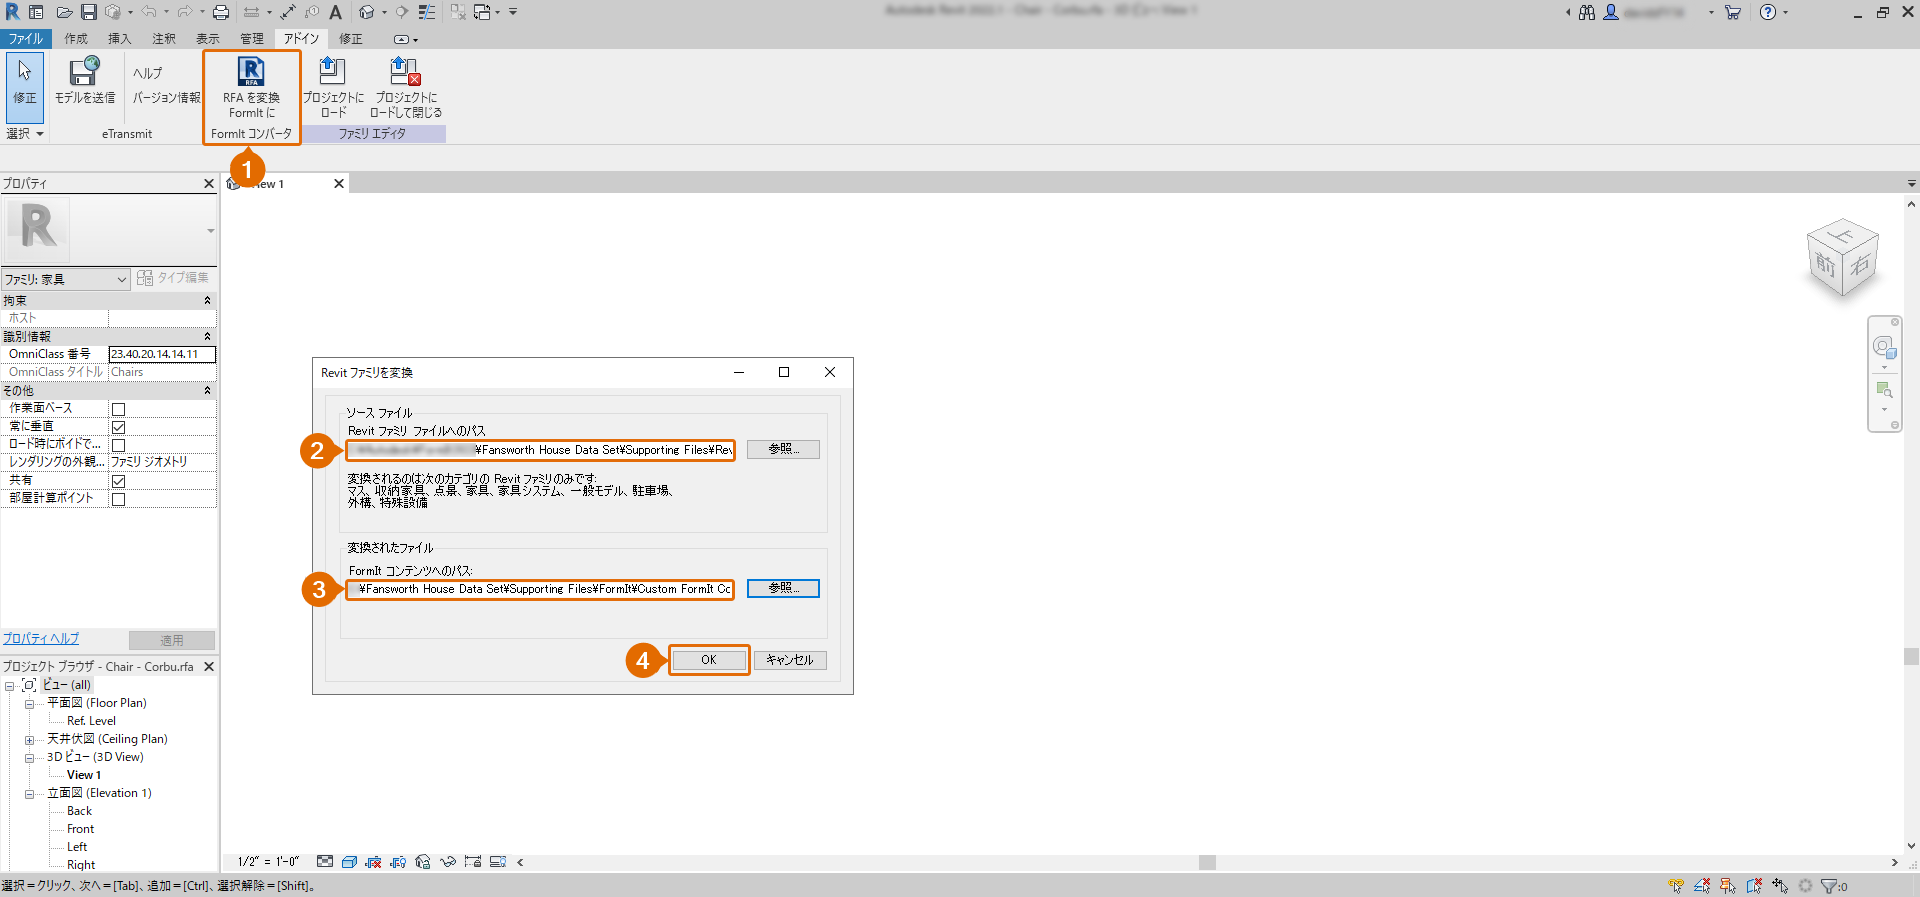 ファイル 作成 挿入 注釈 表示 管理 アドイン 修正
修正
選択
モデルを送信
ヘルプ
バージョン情報
eTransmit
RFA
RFA を変換
FormIt に
FormIt コンバータ
プロジェクトに
ロード
プロジェクトに
ロードして閉じる
ファミリ エディタ
1
プロパティ
View 1
R
ファミリ: 家具
タイプ編集
拘束
ホスト
識別情報
OmniClass 番号 23.40.20.14.14.11
OmniClass タイトル Chairs
その他
作業面ベース
常に垂直
ロード時にボイドで...
レンダリングの外観... ファミリ ジオメトリ
共有
部屋計算ポイント
プロパティ ヘルプ
適用
プロジェクト ブラウザ - Chair - Corbu.rfa
ビュー (all)
平面図 (Floor Plan)
Ref. Level
天井伏図 (Ceiling Plan)
3D ビュー (3D View)
View 1
立面図 (Elevation 1)
Back
Front
Left
Right
上
前
右
Revit ファミリを変換
ソース ファイル
Revit ファミリ ファイルへのパス
2
¥Fansworth House Data Set¥Supporting Files¥Rev
参照...
変換されるのは次のカテゴリの Revit ファミリのみです:
マス、収納家具、点景、家具、家具システム、一般モデル、駐車場、
外構、特殊設備
変換されたファイル
FormIt コンテンツへのパス:
3
¥Fansworth House Data Set¥Supporting Files¥FormIt¥Custom FormIt Co
参照...
4
OK
キャンセル
1/2" = 1'-0"
選択＝クリック、次へ＝[Tab]、追加＝[Ctrl]、選択解除＝[Shift]。
:0